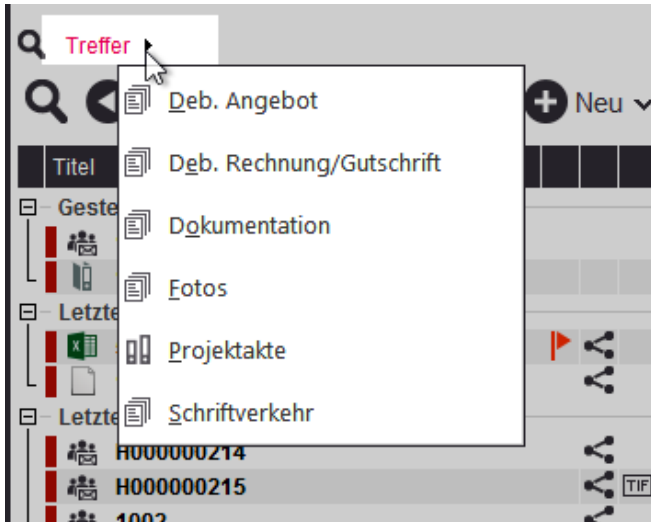 Treffer
Neu
Titel
Deb. Angebot
Deb. Rechnung/Gutschrift
Dokumentation
Fotos
Projektakte
Schriftverkehr
Geste
Letzte
Letzte
H000000214
H000000215
TIF
1002